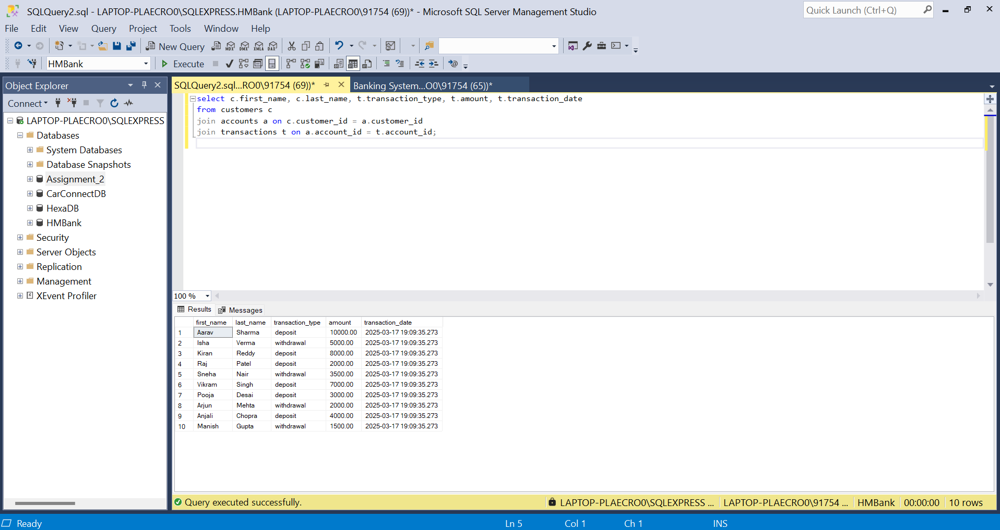 SQLQuery2.sql - LAPTOP-PLAECRO0\SQLEXPRESS.HMBank (LAPTOP-PLAECRO0\91754 (69))* - Microsoft SQL Server Management Studio
Quick Launch (Ctrl+Q)
File Edit View Query Project Tools Window Help
New Query MDX DMX XMLA DAX
HMBank Execute
Object Explorer
Connect
LAPTOP-PLAECRO0\SQLEXPRESS
Databases
System Databases
Database Snapshots
Assignment_2
CarConnectDB
HexaDB
HMBank
Security
Server Objects
Replication
Management
XEvent Profiler
SQLQuery2.sql...RO0\91754 (69))* Banking System...O0\91754 (65))*
select c.first_name, c.last_name, t.transaction_type, t.amount, t.transaction_date
from customers c
join accounts a on c.customer_id = a.customer_id
join transactions t on a.account_id = t.account_id;
100 %
Results Messages
first_name last_name transaction_type amount transaction_date
1 Aarav Sharma deposit 10000.00 2025-03-17 19:09:35.273
2 Isha Verma withdrawal 5000.00 2025-03-17 19:09:35.273
3 Kiran Reddy deposit 8000.00 2025-03-17 19:09:35.273
4 Raj Patel deposit 2000.00 2025-03-17 19:09:35.273
5 Sneha Nair withdrawal 3500.00 2025-03-17 19:09:35.273
6 Vikram Singh deposit 7000.00 2025-03-17 19:09:35.273
7 Pooja Desai deposit 3000.00 2025-03-17 19:09:35.273
8 Arjun Mehta withdrawal 2000.00 2025-03-17 19:09:35.273
9 Anjali Chopra deposit 4000.00 2025-03-17 19:09:35.273
10 Manish Gupta withdrawal 1500.00 2025-03-17 19:09:35.273
Query executed successfully. LAPTOP-PLAECRO0\SQLEXPRESS ... LAPTOP-PLAECRO0\91754 ... HMBank 00:00:00 10 rows
Ready Ln 5 Col 1 Ch 1 INS